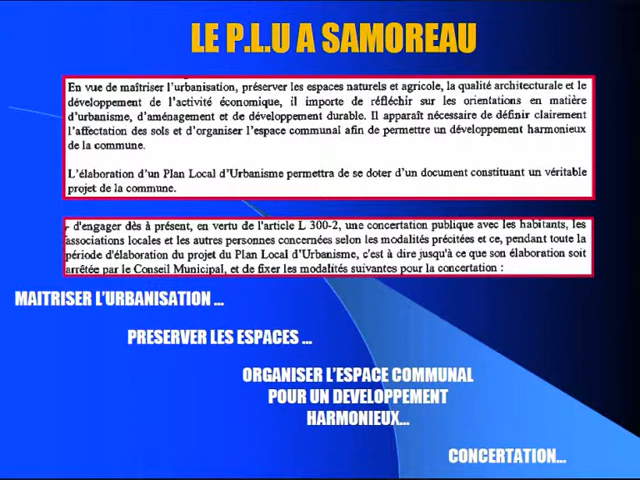 LE P.L.U A SAMOREAU
En vue de maîtriser l'urbanisation, préserver les espaces naturels et agricole, la qualité architecturale et le
développement de l'activité économique, il importe de réfléchir sur les orientations en matière
d'urbanisme, d'aménagement et de développement durable. Il apparaît nécessaire de définir clairement
l'affectation des sols et d'organiser l'espace communal afin de permettre un développement harmonieux
de la commune.
L'élaboration d'un Plan Local d'Urbanisme permettra de se doter d'un document constituant un véritable
projet de la commune.
- d'engager dès à présent, en vertu de l'article L 300-2, une concertation publique avec les habitants, les
associations locales et les autres personnes concernées selon les modalités précitées et ce, pendant toute la
période d'élaboration du projet du Plan Local d'Urbanisme, c'est à dire jusqu'à ce que son élaboration soit
arrêtée par le Conseil Municipal, et de fixer les modalités suivantes pour la concertation :
MAITRISER L'URBANISATION ...
PRESERVER LES ESPACES ...
ORGANISER L'ESPACE COMMUNAL
POUR UN DEVELOPPEMENT
HARMONIEUX...
CONCERTATION...